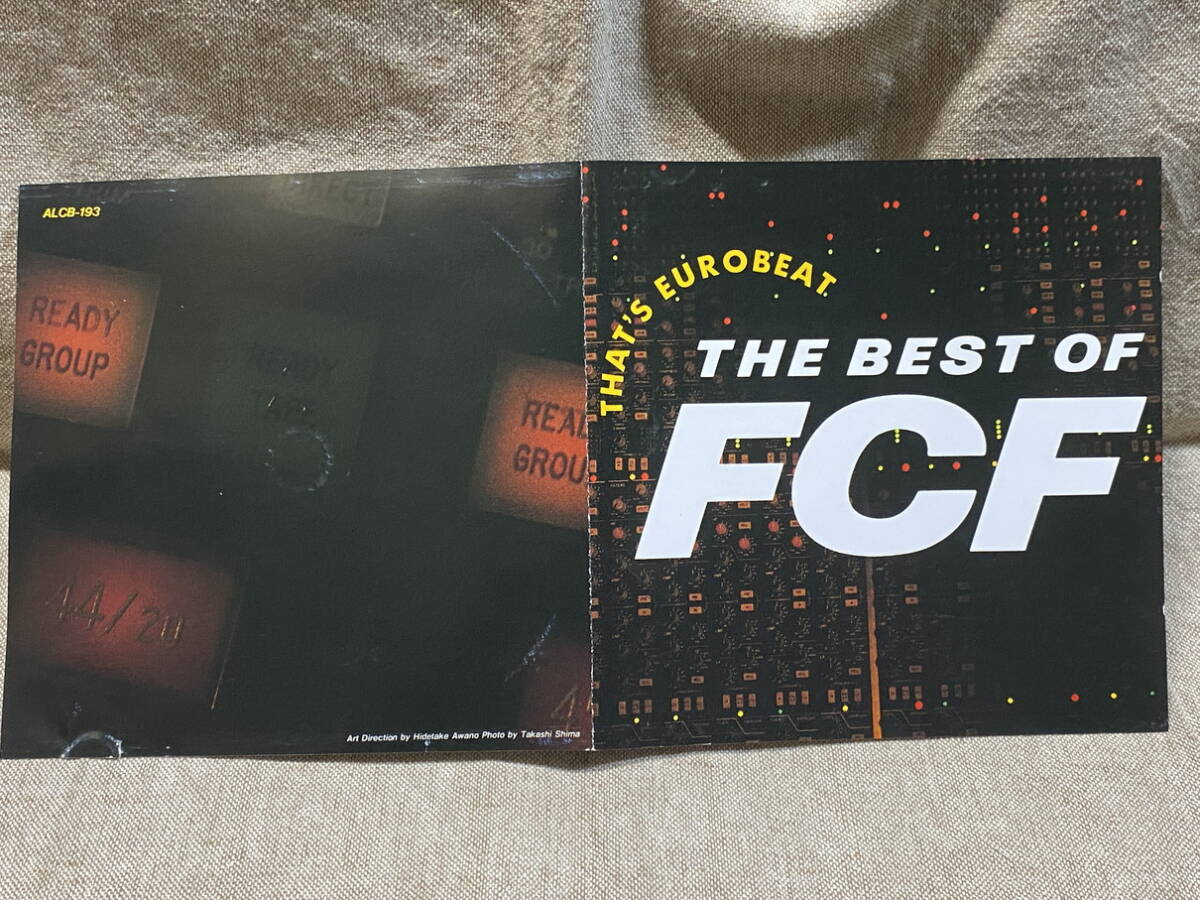 ALCB-193
READY
GROUP
READY
TAPE
READ
GROU
44/20
Art Direction by Hidetake Awano Photo by Takashi Shima
THAT'S EUROBEAT
THE BEST OF
FCF